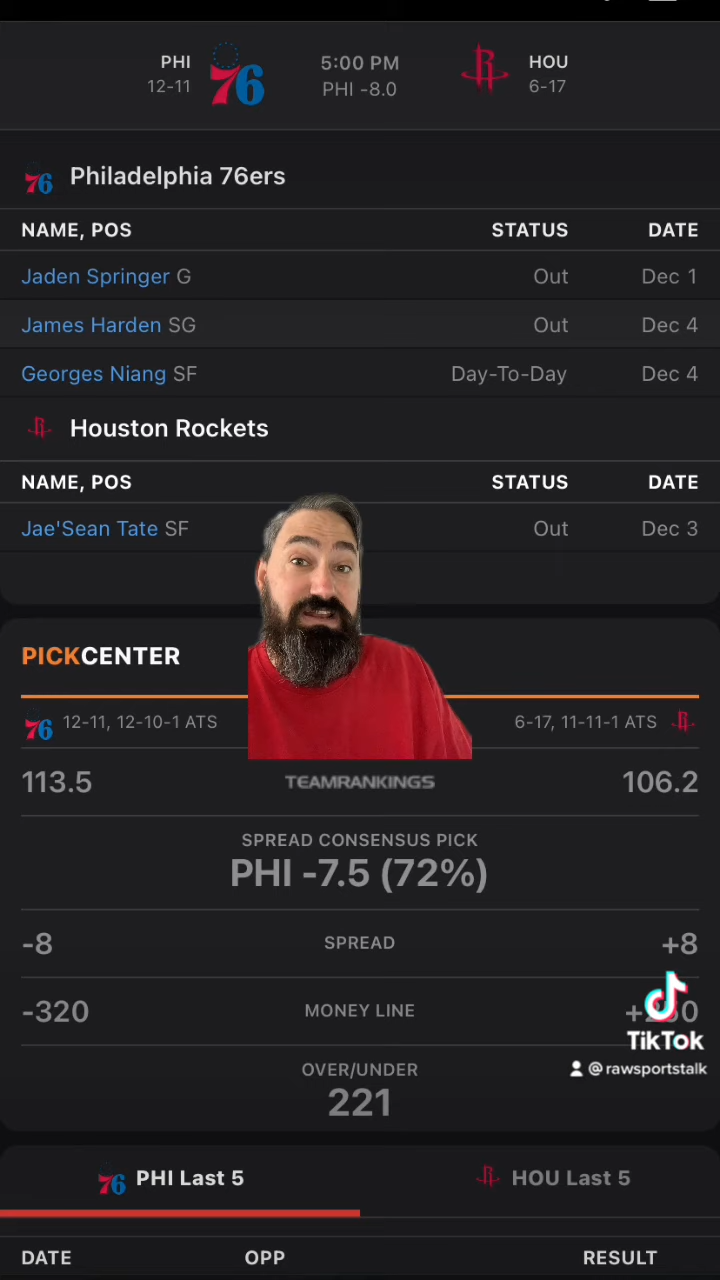 PHI 5:00 PM HOU
12-11 PHI -8.0 6-17
76
76 Philadelphia 76ers
NAME, POS STATUS DATE
Jaden Springer G Out Dec 1
James Harden SG Out Dec 4
Georges Niang SF Day-To-Day Dec 4
Houston Rockets
NAME, POS STATUS DATE
Jae'Sean Tate SF Out Dec 3
PICKCENTER
76 12-11, 12-10-1 ATS 6-17, 11-11-1 ATS
113.5 TEAMRANKINGS 106.2
SPREAD CONSENSUS PICK
PHI -7.5 (72%)
-8 SPREAD +8
-320 MONEY LINE
TikTok
@rawsportstalk
OVER/UNDER
221
76 PHI Last 5 HOU Last 5
DATE OPP RESULT